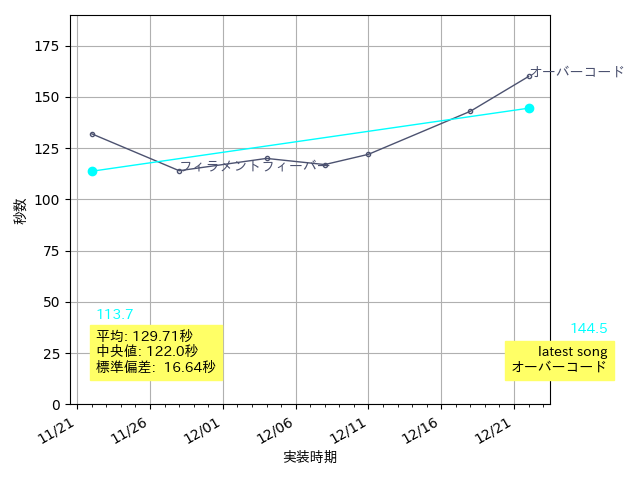 175
150
125
100
75
50
25
0
秒数
オーバーコード
フィラメントフィーバー
113.7
平均: 129.71秒
中央値: 122.0秒
標準偏差: 16.64秒
144.5
latest song
オーバーコード
11/21
11/26
12/01
12/06
12/11
12/16
12/21
実装時期